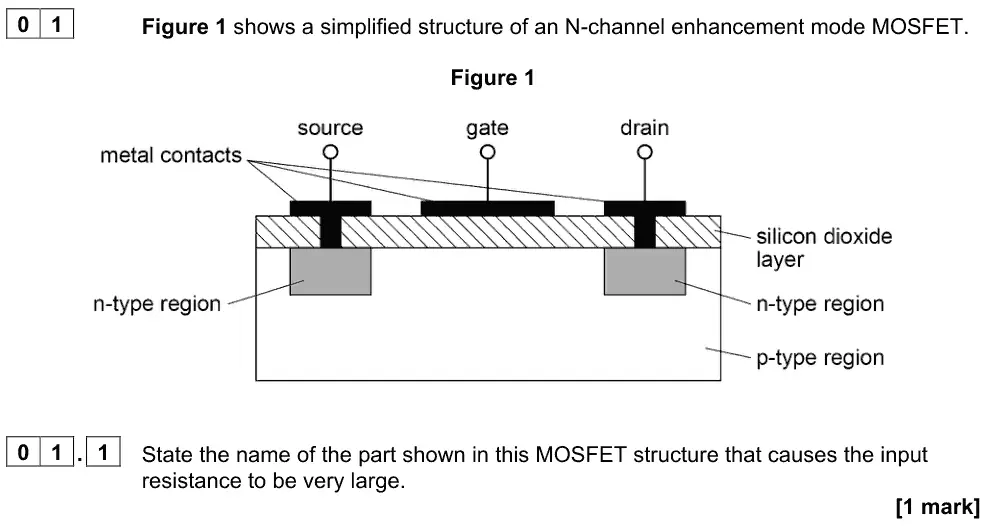 0 1 Figure 1 shows a simplified structure of an N-channel enhancement mode MOSFET.
Figure 1
source gate drain
metal contacts
silicon dioxide
layer
n-type region n-type region
p-type region
0 1 . 1 State the name of the part shown in this MOSFET structure that causes the input
resistance to be very large.
[1 mark]